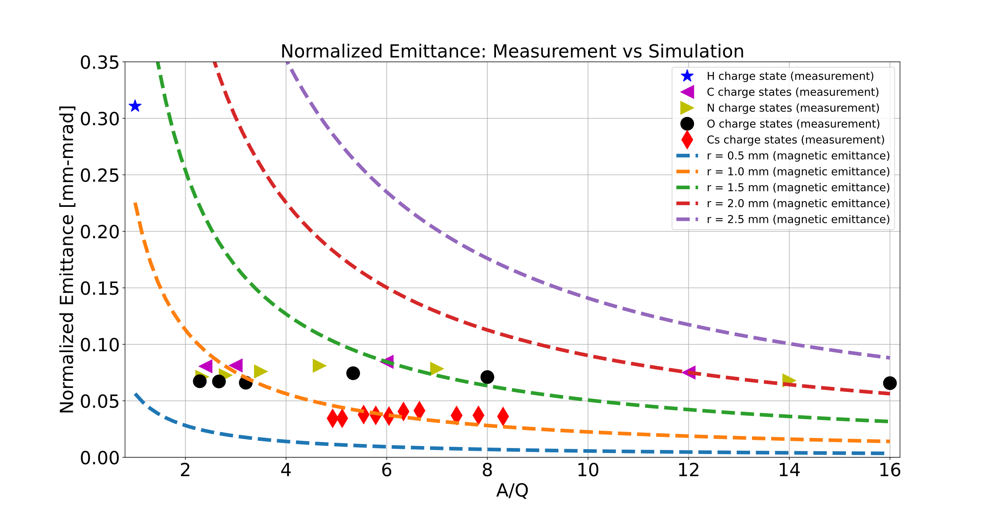 Normalized Emittance: Measurement vs Simulation
Normalized Emittance [mm-mrad]
0.35
0.30
0.25
0.20
0.15
0.10
0.05
0.00
H charge state (measurement)
C charge states (measurement)
N charge states (measurement)
O charge states (measurement)
Cs charge states (measurement)
r = 0.5 mm (magnetic emittance)
r = 1.0 mm (magnetic emittance)
r = 1.5 mm (magnetic emittance)
r = 2.0 mm (magnetic emittance)
r = 2.5 mm (magnetic emittance)
2 4 6 8 10 12 14 16
A/Q